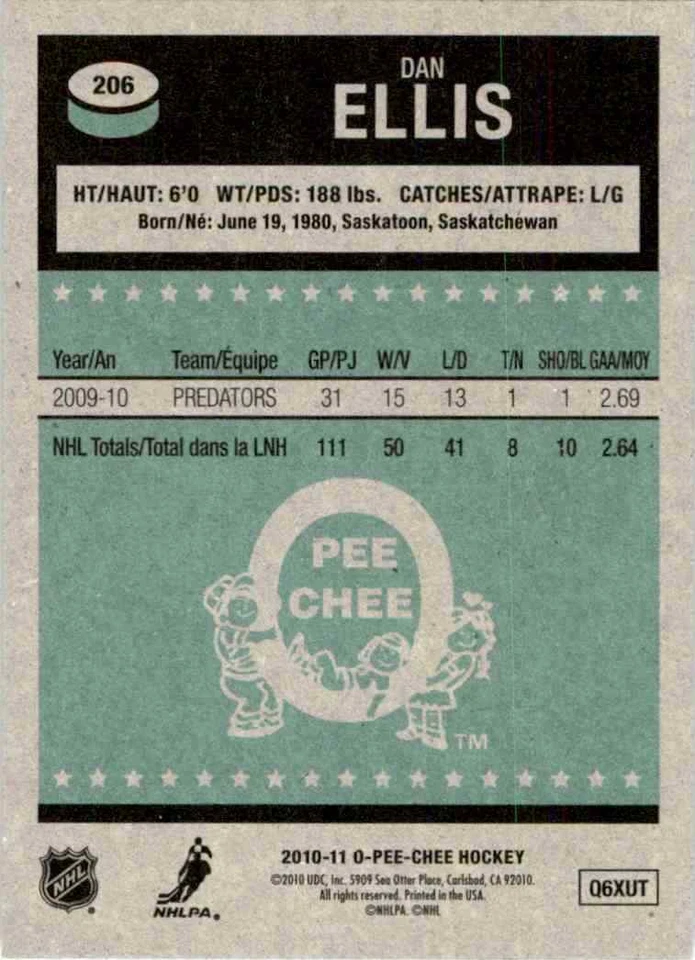 206
DAN
ELLIS
HT/HAUT: 6'0 WT/PDS: 188 lbs. CATCHES/ATTRAPE: L/G
Born/Né: June 19, 1980, Saskatoon, Saskatchewan
Year/An Team/Équipe GP/PJ W/V L/D T/N SHO/BL GAA/MOY
2009-10 PREDATORS 31 15 13 1 1 2.69
NHL Totals/Total dans la LNH 111 50 41 8 10 2.64
O
PEE
CHEE
TM
NHL
NHLPA®
2010-11 O-PEE-CHEE HOCKEY
©2010 UDC, Inc. 5909 Sea Otter Place, Carlsbad, CA 92010.
All rights reserved. Printed in the USA.
©NHLPA. ©NHL
Q6XUT